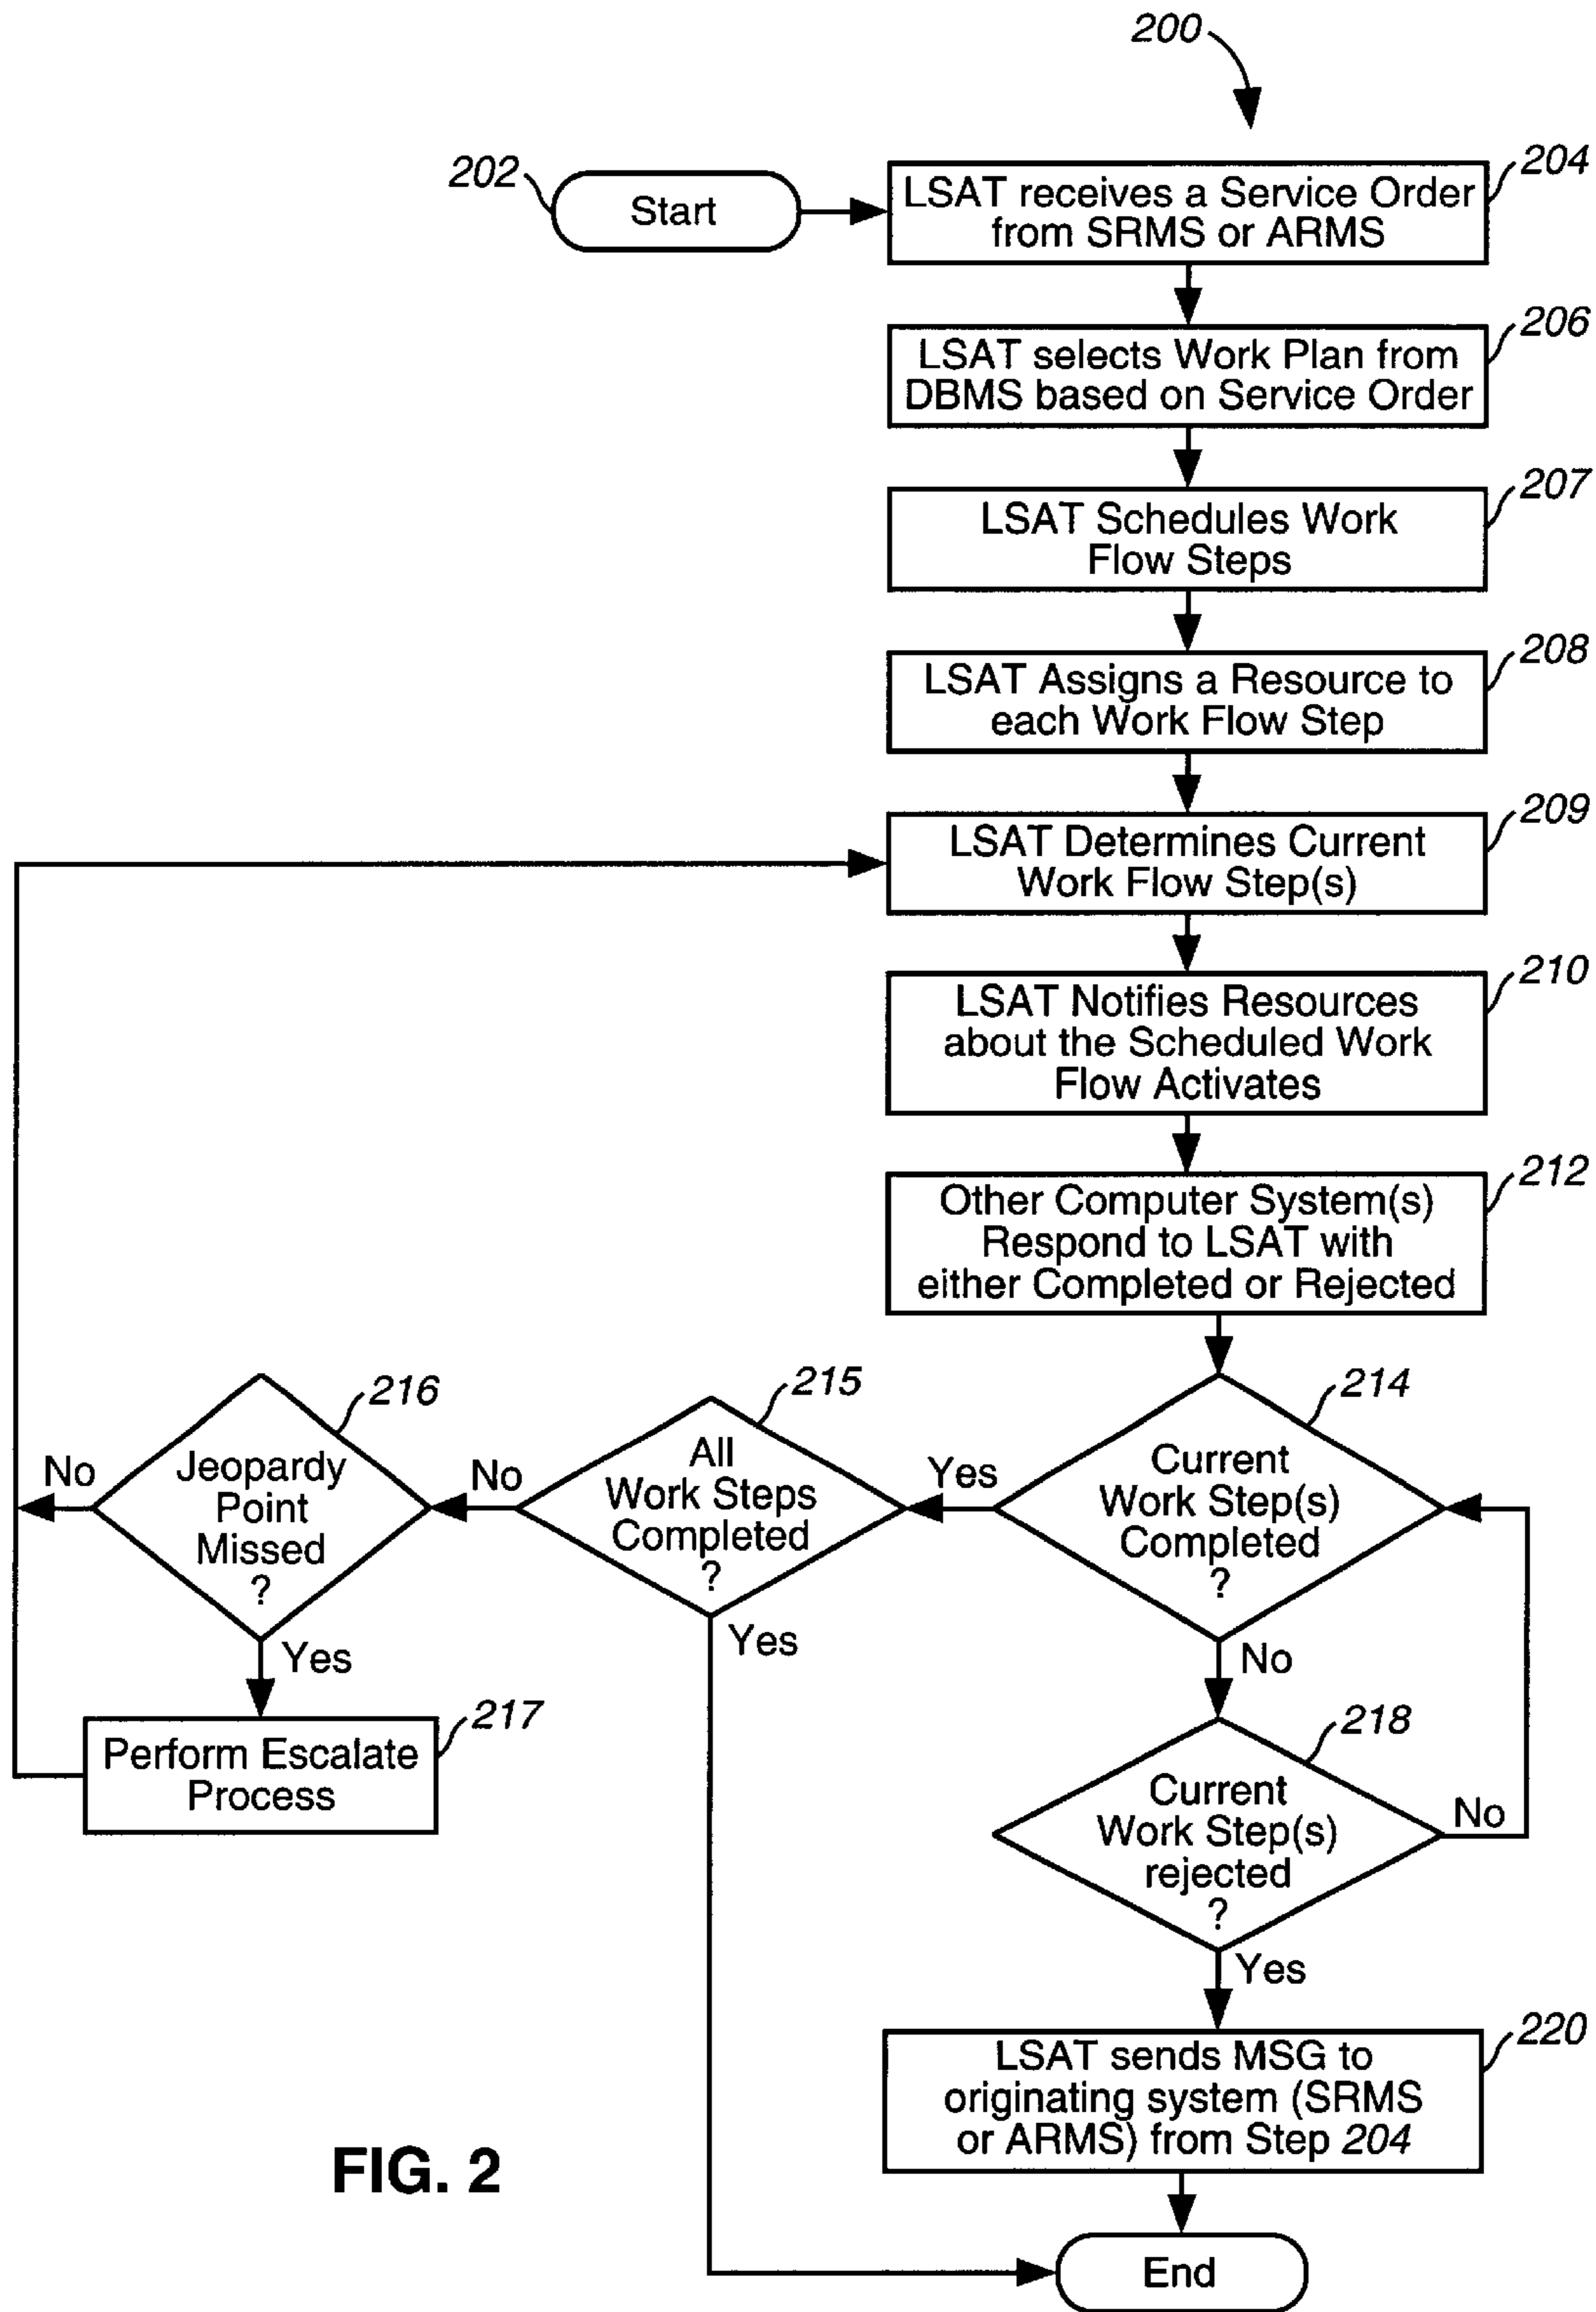 200
202
Start
204
LSAT receives a Service Order
from SRMS or ARMS
206
LSAT selects Work Plan from
DBMS based on Service Order
207
LSAT Schedules Work
Flow Steps
208
LSAT Assigns a Resource to
each Work Flow Step
209
LSAT Determines Current
Work Flow Step(s)
210
LSAT Notifies Resources
about the Scheduled Work
Flow Activates
212
Other Computer System(s)
Respond to LSAT with
either Completed or Rejected
214
Current
Work Step(s)
Completed
?
Yes
No
215
All
Work Steps
Completed
?
No
Yes
216
Jeopardy
Point
Missed
?
No
Yes
217
Perform Escalate
Process
218
Current
Work Step(s)
rejected
?
No
Yes
220
LSAT sends MSG to
originating system (SRMS
or ARMS) from Step 204
End
FIG. 2